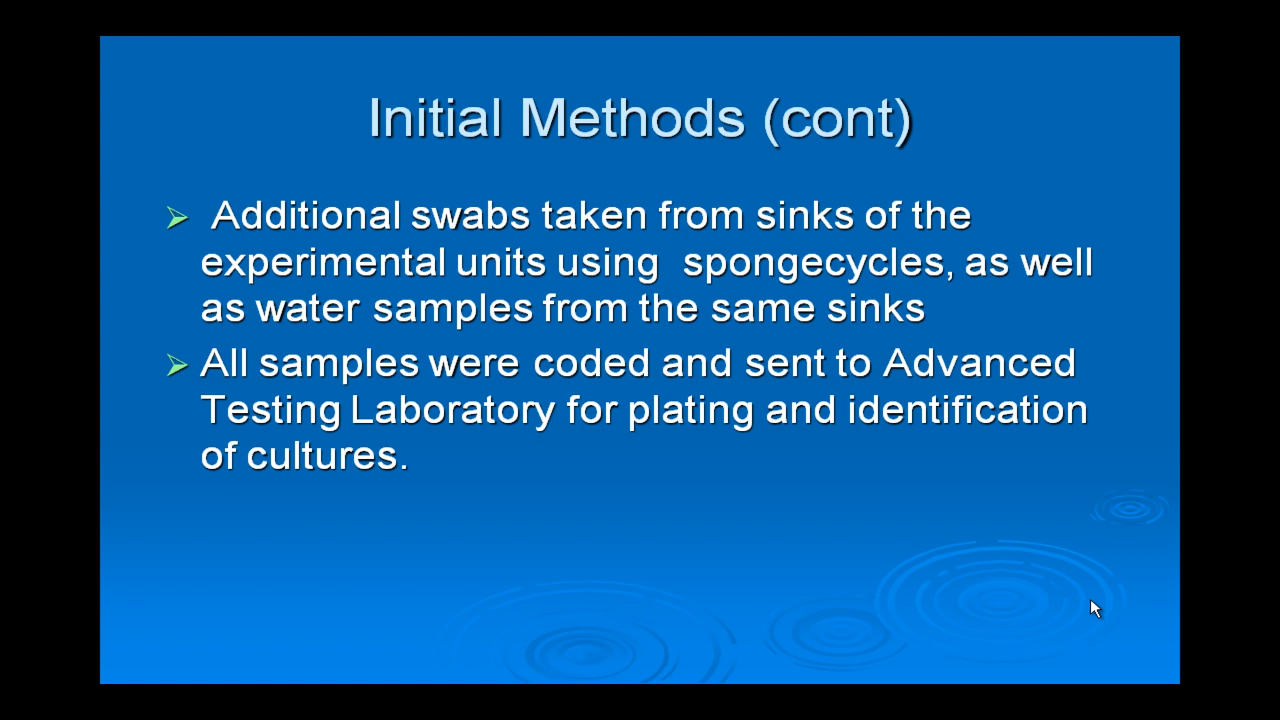 Initial Methods (cont)
Additional swabs taken from sinks of the
experimental units using  spongecycles, as well
as water samples from the same sinks
All samples were coded and sent to Advanced
Testing Laboratory for plating and identification
of cultures.